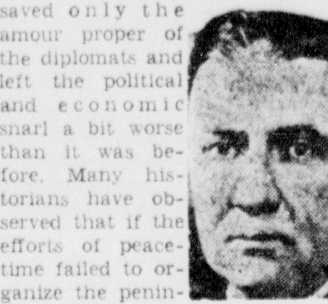 saved only the
amour proper of
the diplomats and
left the political
and economic
snarl a bit worse
than it was be-
fore. Many his-
torians have ob-
served that if the
efforts of peace-
time failed to or-
ganize the penin-